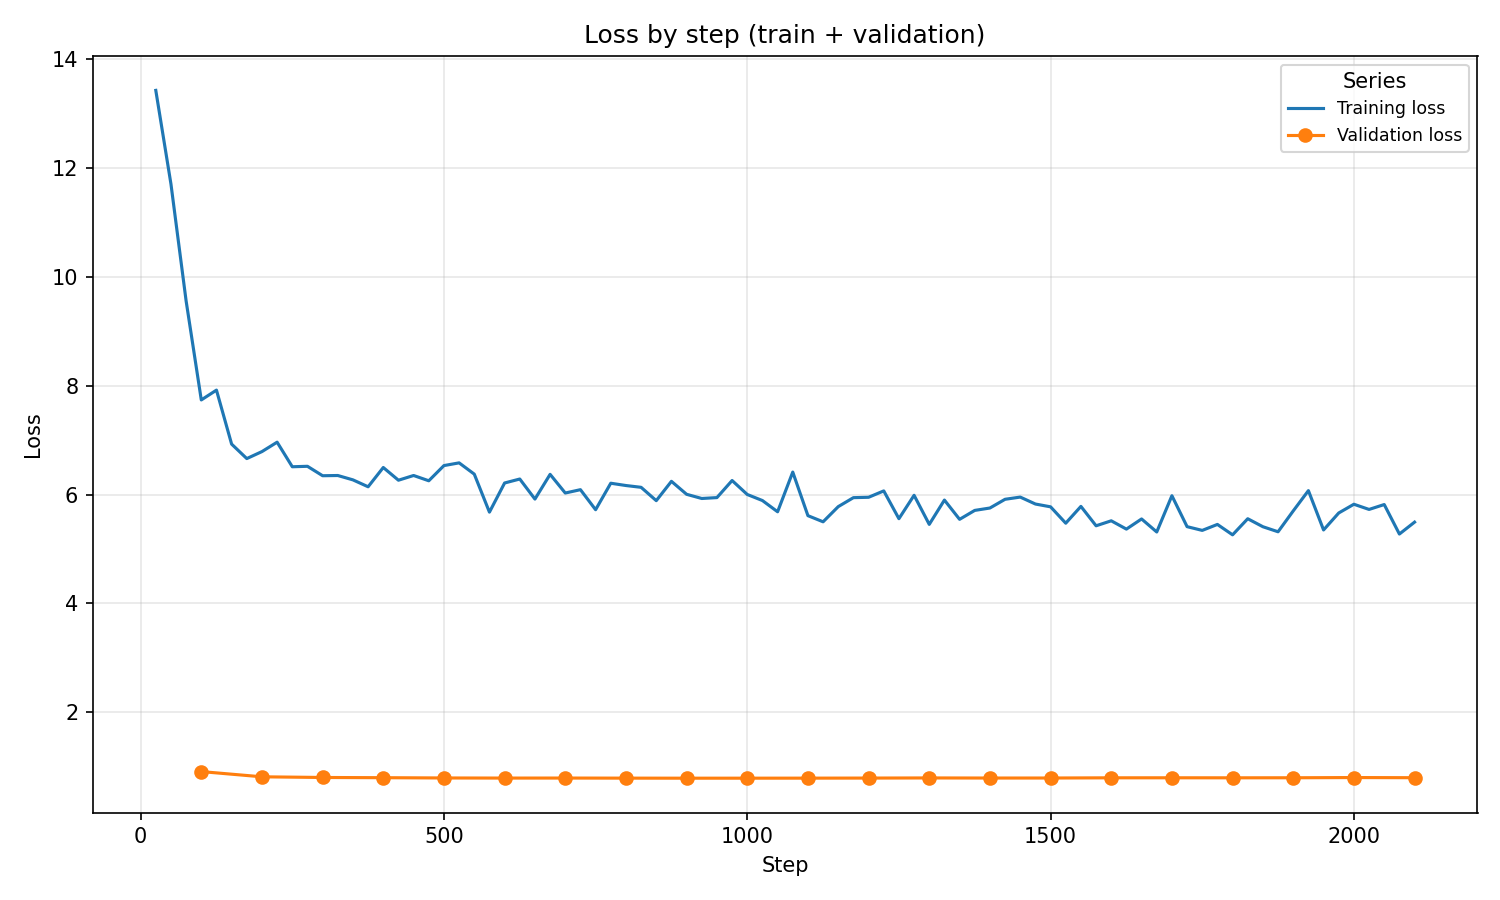 Loss by step (train + validation)
14
12
10
8
6
4
2
Loss
Series
Training loss
Validation loss
0 500 1000 1500 2000
Step